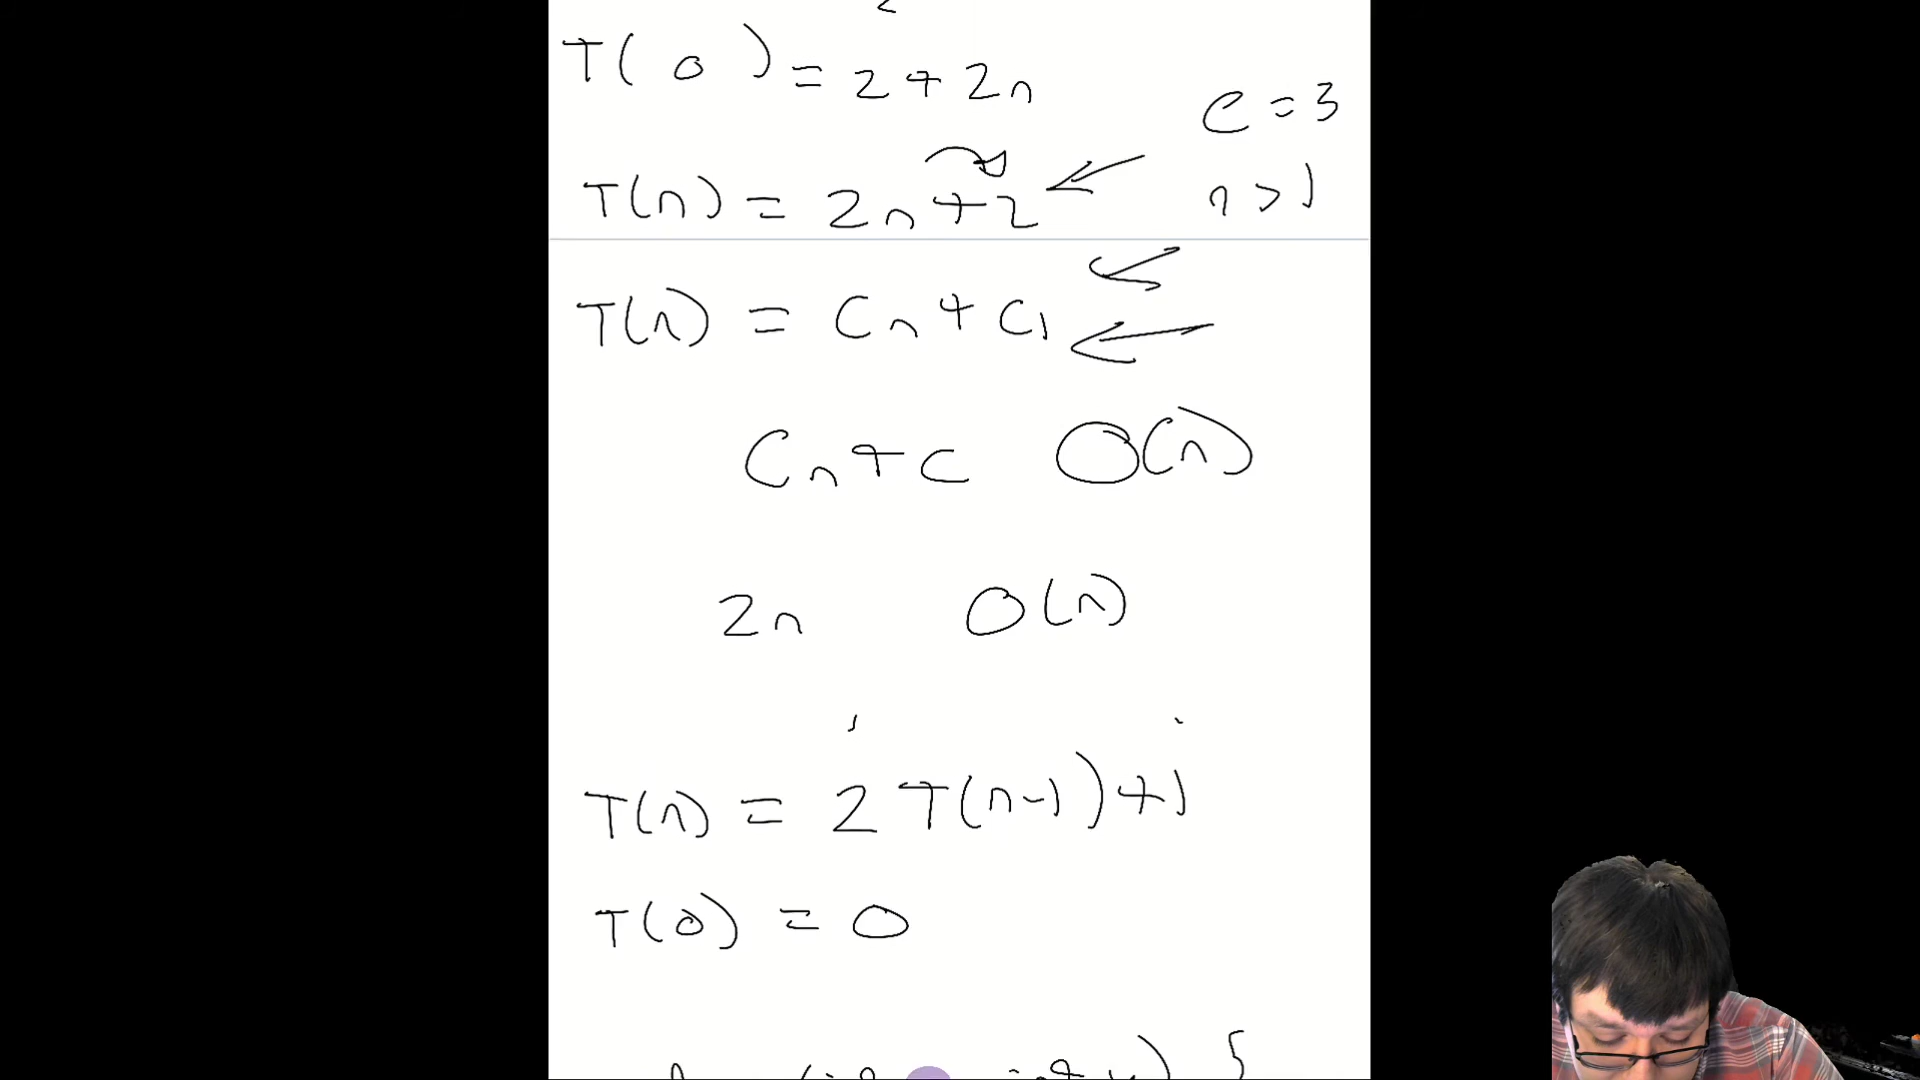 T(0) = 2 + 2n
c = 3
T(n) = 2n + 2
n > 1
T(n) = Cn + C1
Cn + C O(n)
2n O(n)
T(n) = 2 T(n-1) + 1
T(0) = 0